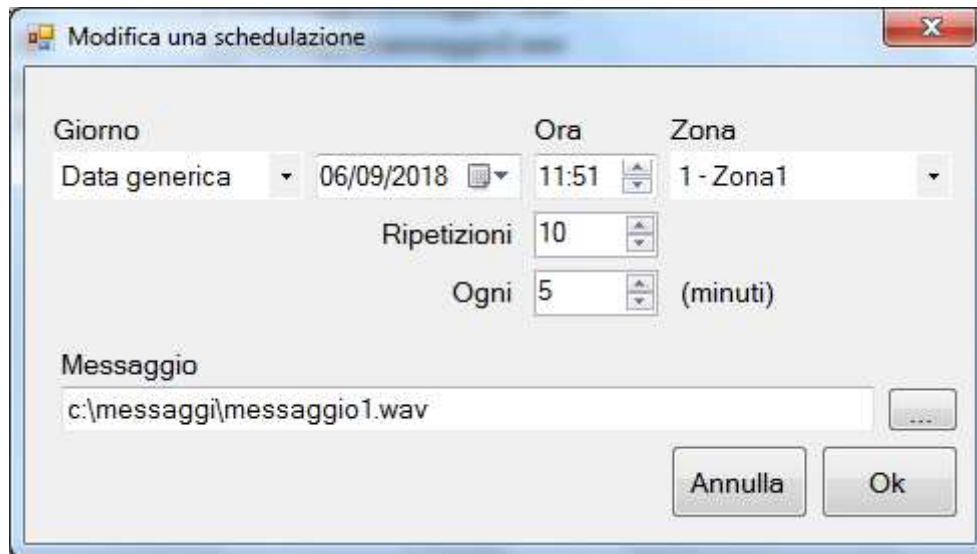 Modifica una schedulazione
Giorno Ora Zona
Data generica 06/09/2018 11:51 1 - Zona1
Ripetizioni 10
Ogni 5 (minuti)
Messaggio
c:\messaggi\messaggio1.wav ...
Annulla Ok